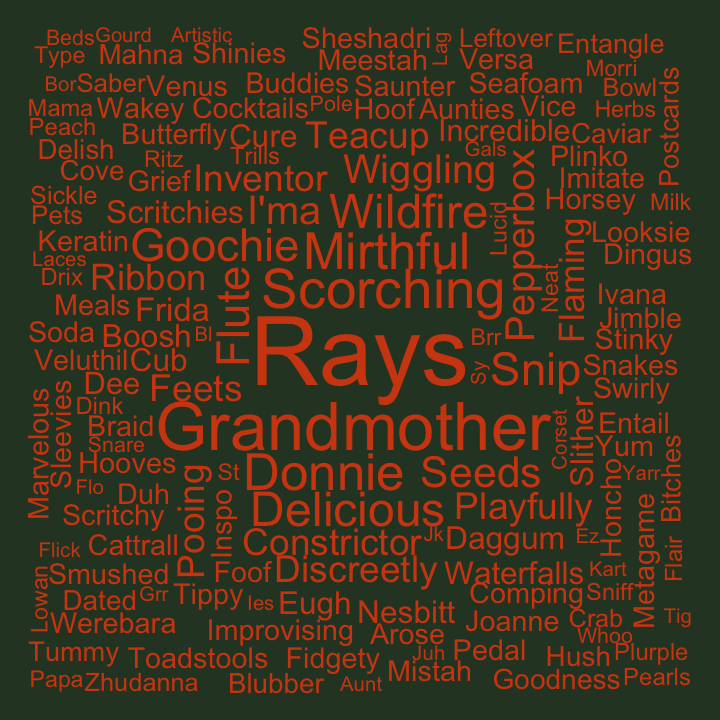 Beds Gourd Artistic Sheshadri Lag Leftover Entangle
Type Mahna Shinies Meestah Versa Morri
Bor Saber Venus Buddies Saunter Seafoam Bowl Postcards
Mama Wakey Cocktails Pole Hoof Aunties Vice Herbs
Peach Butterfly Cure Teacup Incredible Caviar
Delish Ritz Trills Wiggling Gals Plinko
Cove Grief Inventor Pepperbox Imitate
Sickle Scritchies I'ma Wildfire Lucid Horsey Milk
Pets Looksie
Keratin Goochie Mirthful Flaming Dingus
Laces
Drix Ribbon Flute Scorching Neat Ivana
Meals Frida Jimble
Soda Boosh Bl Rays Brr Stinky
Veluthil Cub Sy Snip Snakes
Dee Feets Swirly
Marvelous Sleevies Dink Braid Grandmother Corset Slither Entail
Snare Yum
Hooves St Donnie Seeds Yarr Bitches
Flo Duh Pooing Inspo Delicious Playfully Honcho Metagame
Scritchy
Flick Cattrall Constrictor Jk Daggum Ez Flair
Lowan Smushed Foof Discreetly Waterfalls Kart
Dated Grr Tippy Ies Eugh Nesbitt Comping Sniff
Werebara Improvising Arose Joanne Crab Tig
Whoo
Tummy Toadstools Fidgety Juh Pedal Hush Plurple
Papa Zhudanna Blubber Aunt Mistah Goodness Pearls